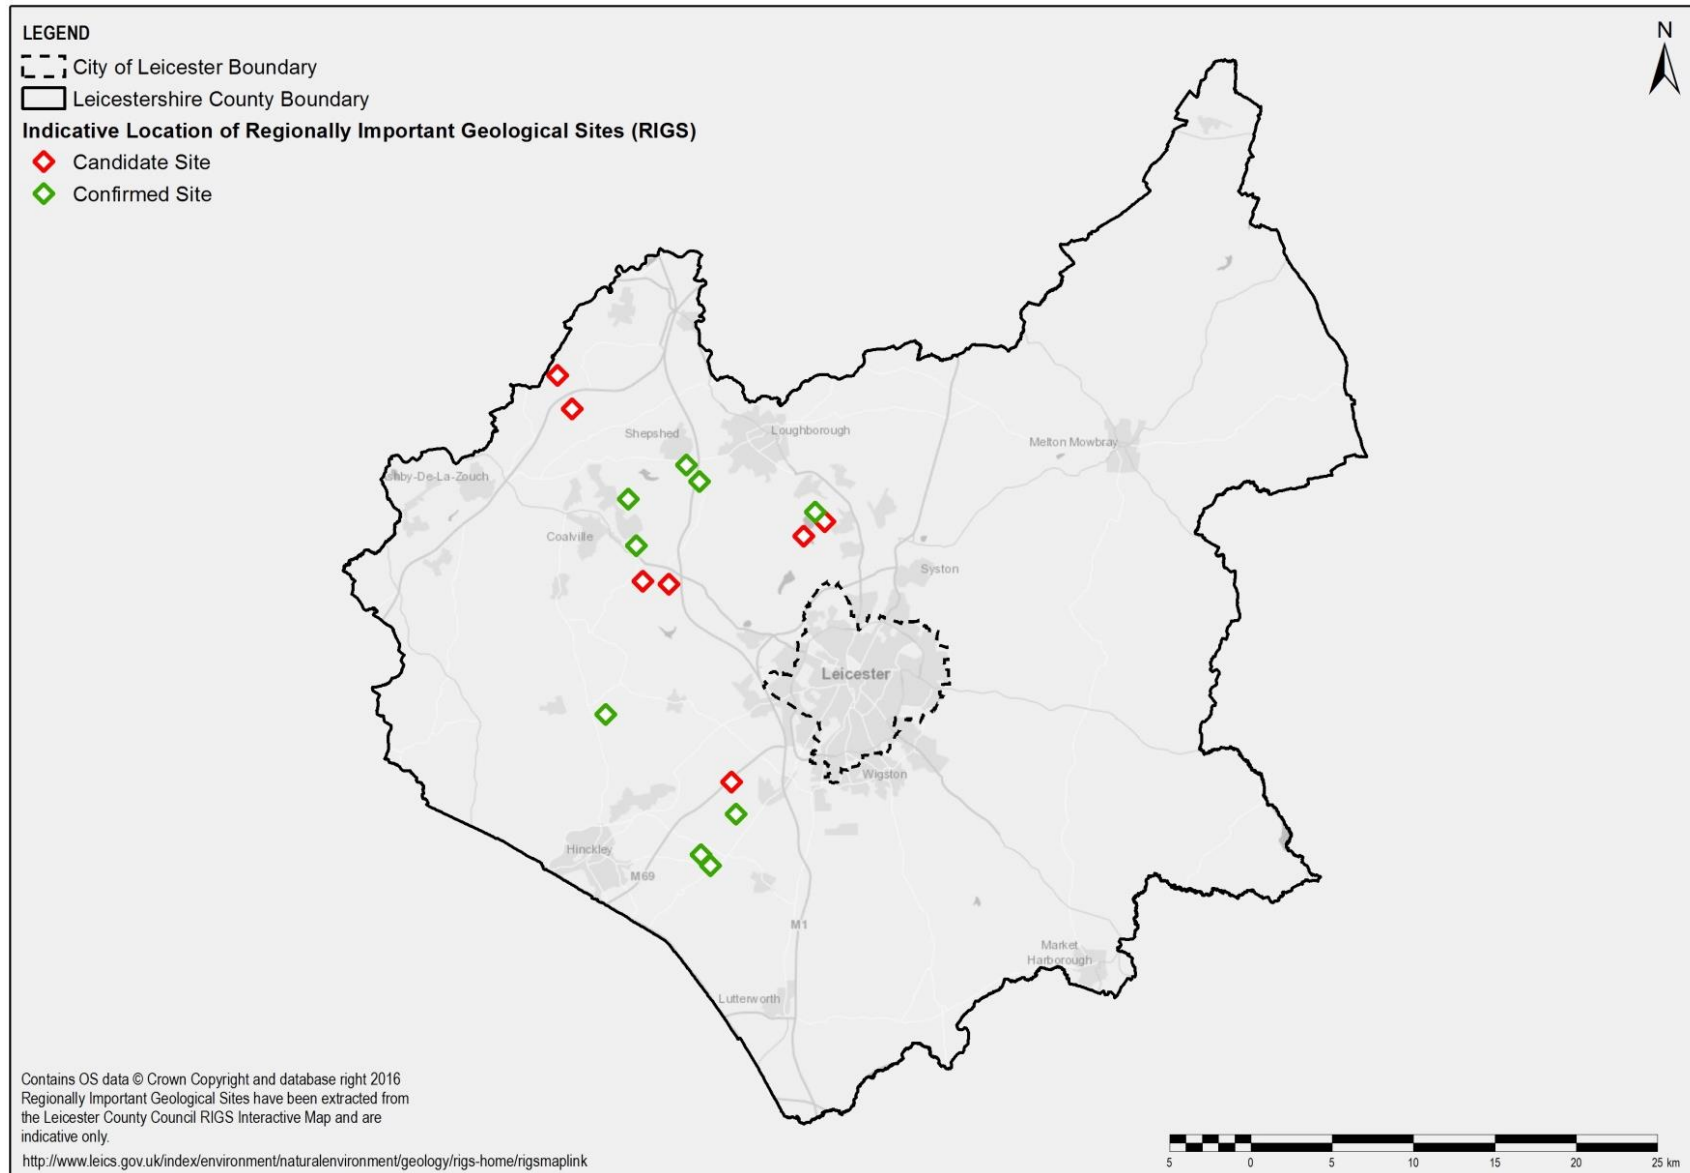 LEGEND
City of Leicester Boundary
Leicestershire County Boundary
Indicative Location of Regionally Important Geological Sites (RIGS)
Candidate Site
Confirmed Site
N
Shepshed
Loughborough
Melton Mowbray
hby-De-La-Zouch
Coalville
Syston
Leicester
Wigston
Hinckley
M69
M1
Market
Harborough
Lutterworth
Contains OS data © Crown Copyright and database right 2016
Regionally Important Geological Sites have been extracted from
the Leicester County Council RIGS Interactive Map and are
indicative only.
http://www.leics.gov.uk/index/environment/naturalenvironment/geology/rigs-home/rigsmaplink
5 0 5 10 15 20 25 km